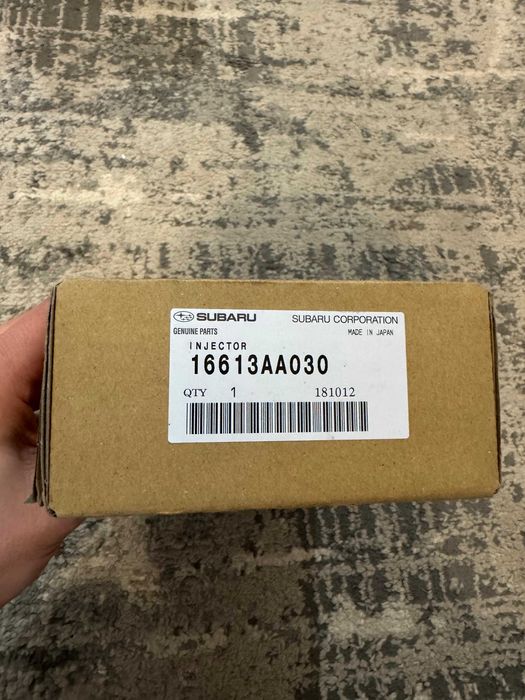 SUBARU SUBARU CORPORATION
GENUINE PARTS MADE IN JAPAN
INJECTOR
16613AA030
QTY 1 181012